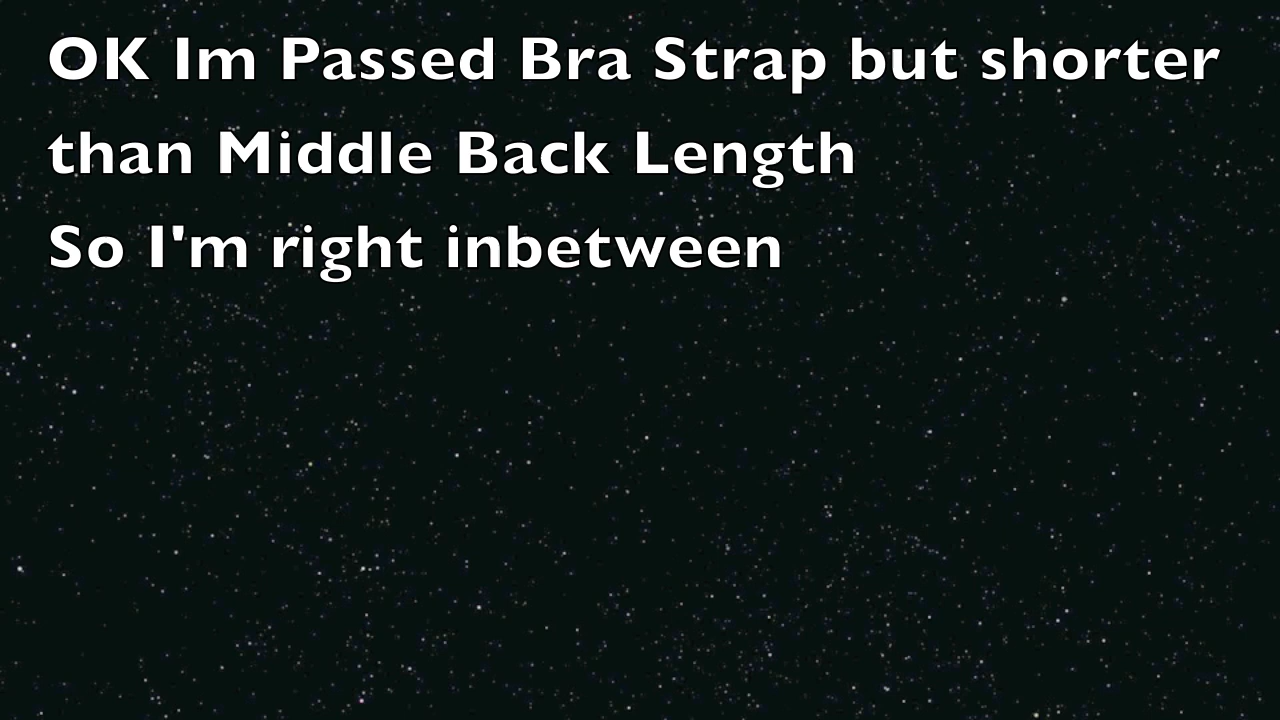 OK Im Passed Bra Strap but shorter
than Middle Back Length
So I'm right inbetween